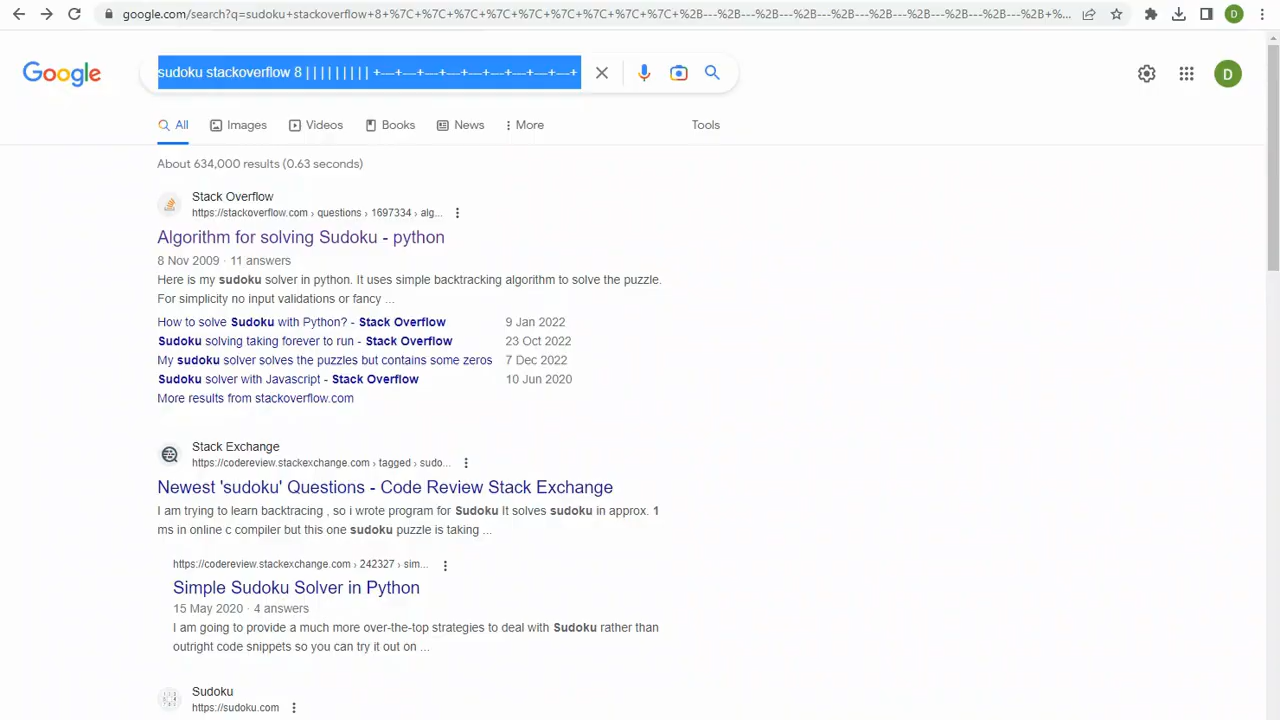 google.com/search?q=sudoku+stackoverflow+8+%7C+%7C+%7C+%7C+%7C+%7C+%7C+%7C+%7C+%2B---%2B---%2B---%2B---%2B---%2B---%2B---%2B---%2B---%2B+%...
D
Google
sudoku stackoverflow 8 | | | | | | | | | +---+---+---+---+---+---+---+---+---+
D
All
Images
Videos
Books
News
More
Tools
About 634,000 results (0.63 seconds)
Stack Overflow
https://stackoverflow.com › questions › 1697334 › alg...
Algorithm for solving Sudoku - python
8 Nov 2009 · 11 answers
Here is my sudoku solver in python. It uses simple backtracking algorithm to solve the puzzle.
For simplicity no input validations or fancy ...
How to solve Sudoku with Python? - Stack Overflow 9 Jan 2022
Sudoku solving taking forever to run - Stack Overflow 23 Oct 2022
My sudoku solver solves the puzzles but contains some zeros 7 Dec 2022
Sudoku solver with Javascript - Stack Overflow 10 Jun 2020
More results from stackoverflow.com
Stack Exchange
https://codereview.stackexchange.com › tagged › sudo...
Newest 'sudoku' Questions - Code Review Stack Exchange
I am trying to learn backtracing , so i wrote program for Sudoku It solves sudoku in approx. 1
ms in online c compiler but this one sudoku puzzle is taking ...
https://codereview.stackexchange.com › 242327 › sim...
Simple Sudoku Solver in Python
15 May 2020 · 4 answers
I am going to provide a much more over-the-top strategies to deal with Sudoku rather than
outright code snippets so you can try it out on ...
Sudoku
https://sudoku.com